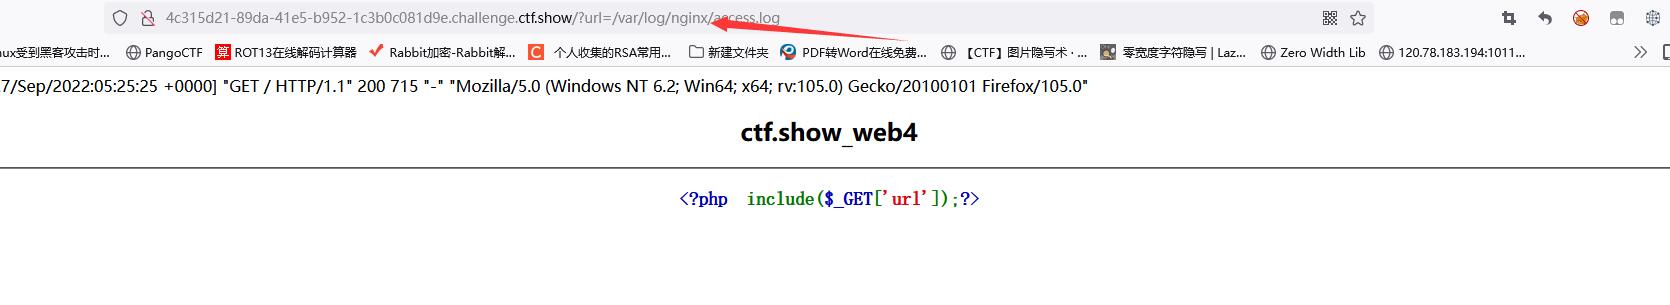 4c315d21-89da-41e5-b952-1c3b0c081d9e.challenge.ctf.show/?url=/var/log/nginx/access.log
nux受到黑客攻击时... PangoCTF ROT13在线解码计算器 Rabbit加密-Rabbit解... 个人收集的RSA常用... 新建文件夹 PDF转Word在线免费... 【CTF】图片隐写术 · ... 零宽度字符隐写 | Laz... Zero Width Lib 120.78.183.194:1011...
7/Sep/2022:05:25:25 +0000] "GET / HTTP/1.1" 200 715 "-" "Mozilla/5.0 (Windows NT 6.2; Win64; x64; rv:105.0) Gecko/20100101 Firefox/105.0"
ctf.show_web4
<?php include($_GET['url']);?>